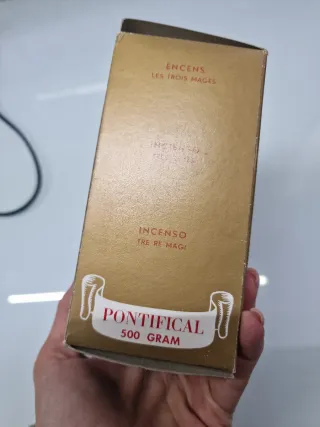 ENCENS
LES TROIS MAGES
INCENSO
TRE RE MAGI
PONTIFICAL
500 GRAM